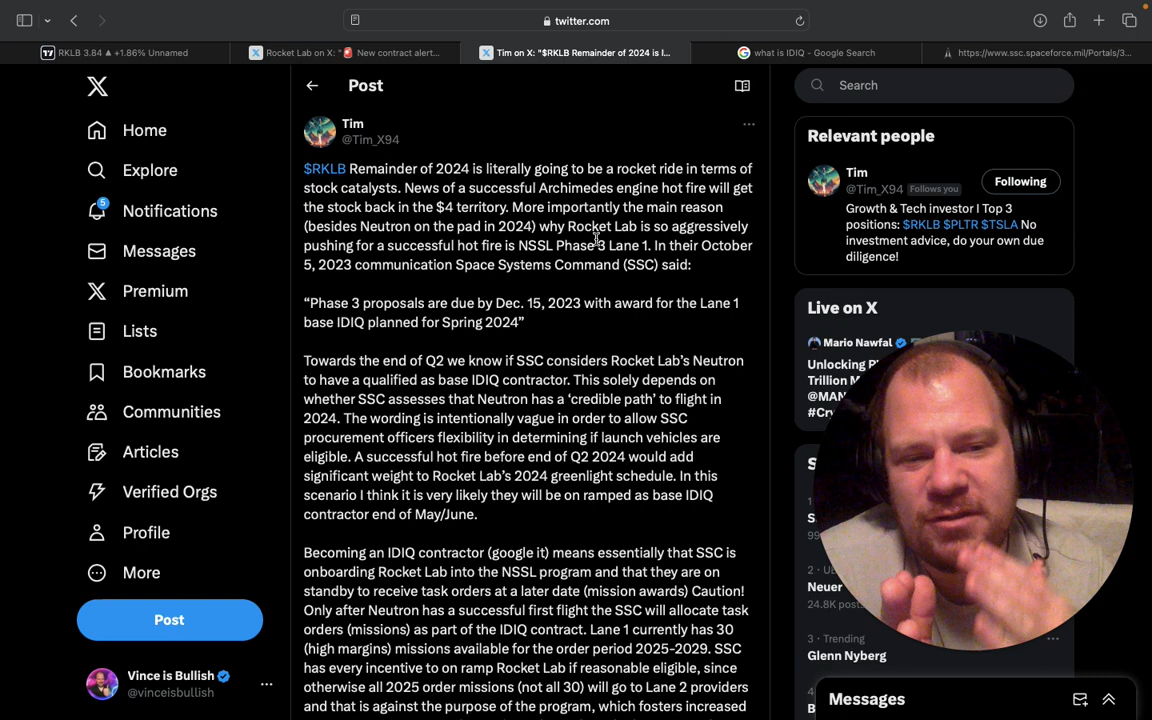 twitter.com
RKLB 3.84 ▲ +1.86% Unnamed
Rocket Lab on X: "🚨 New contract alert...
Tim on X: "$RKLB Remainder of 2024 is l...
what is IDIQ - Google Search
https://www.ssc.spaceforce.mil/Portals/3...
Home
Explore
5
Notifications
Messages
Premium
Lists
Bookmarks
Communities
Articles
Verified Orgs
Profile
More
Post
Vince is Bullish
@vinceisbullish
Post
Tim
@Tim_X94
$RKLB Remainder of 2024 is literally going to be a rocket ride in terms of
stock catalysts. News of a successful Archimedes engine hot fire will get
the stock back in the $4 territory. More importantly the main reason
(besides Neutron on the pad in 2024) why Rocket Lab is so aggressively
pushing for a successful hot fire is NSSL Phase 3 Lane 1. In their October
5, 2023 communication Space Systems Command (SSC) said:
“Phase 3 proposals are due by Dec. 15, 2023 with award for the Lane 1
base IDIQ planned for Spring 2024”
Towards the end of Q2 we know if SSC considers Rocket Lab’s Neutron
to have a qualified as base IDIQ contractor. This solely depends on
whether SSC assesses that Neutron has a ‘credible path’ to flight in
2024. The wording is intentionally vague in order to allow SSC
procurement officers flexibility in determining if launch vehicles are
eligible. A successful hot fire before end of Q2 2024 would add
significant weight to Rocket Lab’s 2024 greenlight schedule. In this
scenario I think it is very likely they will be on ramped as base IDIQ
contractor end of May/June.
Becoming an IDIQ contractor (google it) means essentially that SSC is
onboarding Rocket Lab into the NSSL program and that they are on
standby to receive task orders at a later date (mission awards) Caution!
Only after Neutron has a successful first flight the SSC will allocate task
orders (missions) as part of the IDIQ contract. Lane 1 currently has 30
(high margins) missions available for the order period 2025-2029. SSC
has every incentive to on ramp Rocket Lab if reasonable eligible, since
otherwise all 2025 order missions (not all 30) will go to Lane 2 providers
and that is against the purpose of the program, which fosters increased
Search
Relevant people
Tim
@Tim_X94 Follows you
Following
Growth & Tech investor I Top 3
positions: $RKLB $PLTR $TSLA No
investment advice, do your own due
diligence!
Live on X
Mario Nawfal
Unlocking
Trillion
@MAN
1
2
Neuer
24.8K posts
3 · Trending
Glenn Nyberg
Messages